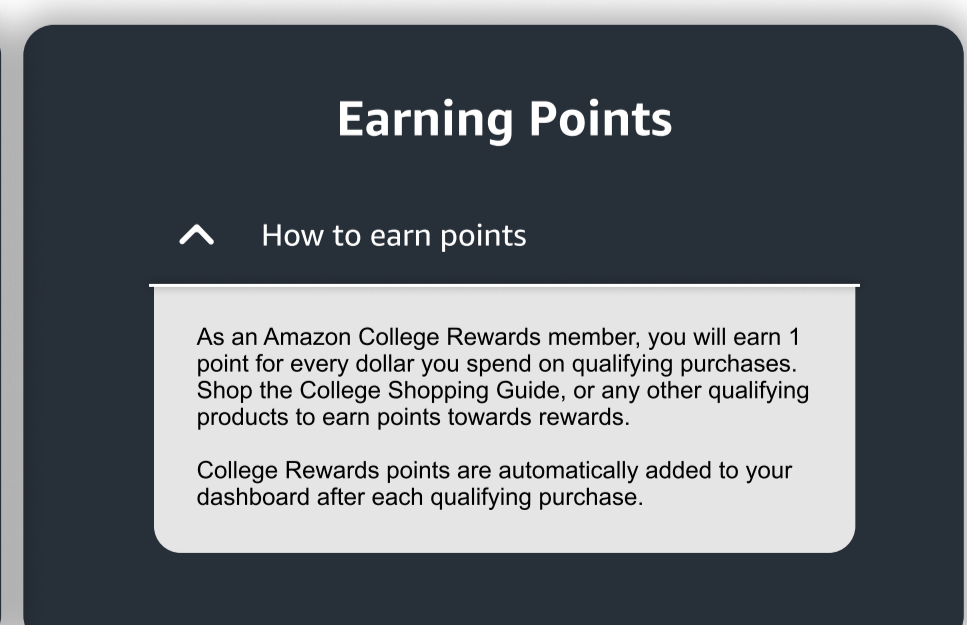 Earning Points
How to earn points
As an Amazon College Rewards member, you will earn 1
point for every dollar you spend on qualifying purchases.
Shop the College Shopping Guide, or any other qualifying
products to earn points towards rewards.
College Rewards points are automatically added to your
dashboard after each qualifying purchase.